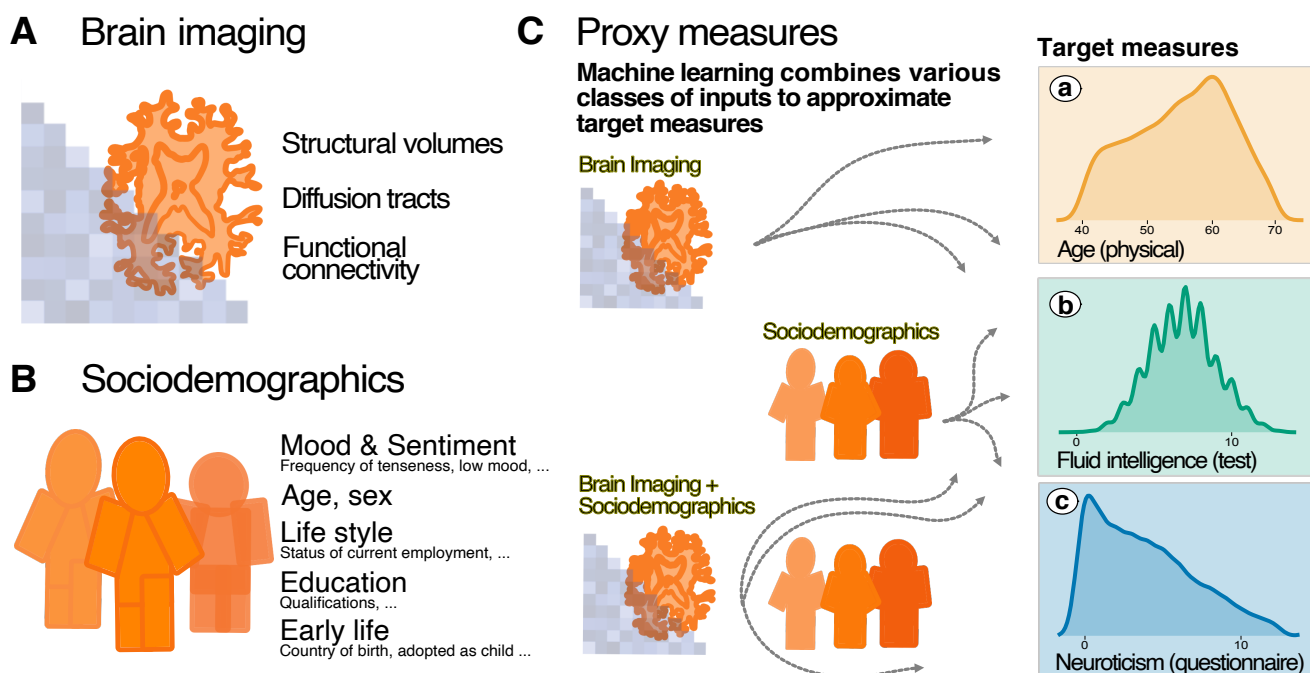 A Brain imaging
Structural volumes
Diffusion tracts
Functional
connectivity
B Sociodemographics
Mood & Sentiment
Frequency of tenseness, low mood, ...
Age, sex
Life style
Status of current employment, ...
Education
Qualifications, ...
Early life
Country of birth, adopted as child ...
C Proxy measures
Machine learning combines various
classes of inputs to approximate
target measures
Brain Imaging
Sociodemographics
Brain Imaging +
Sociodemographics
Target measures
a
40 50 60 70
Age (physical)
b
0 10
Fluid intelligence (test)
c
0 10
Neuroticism (questionnaire)